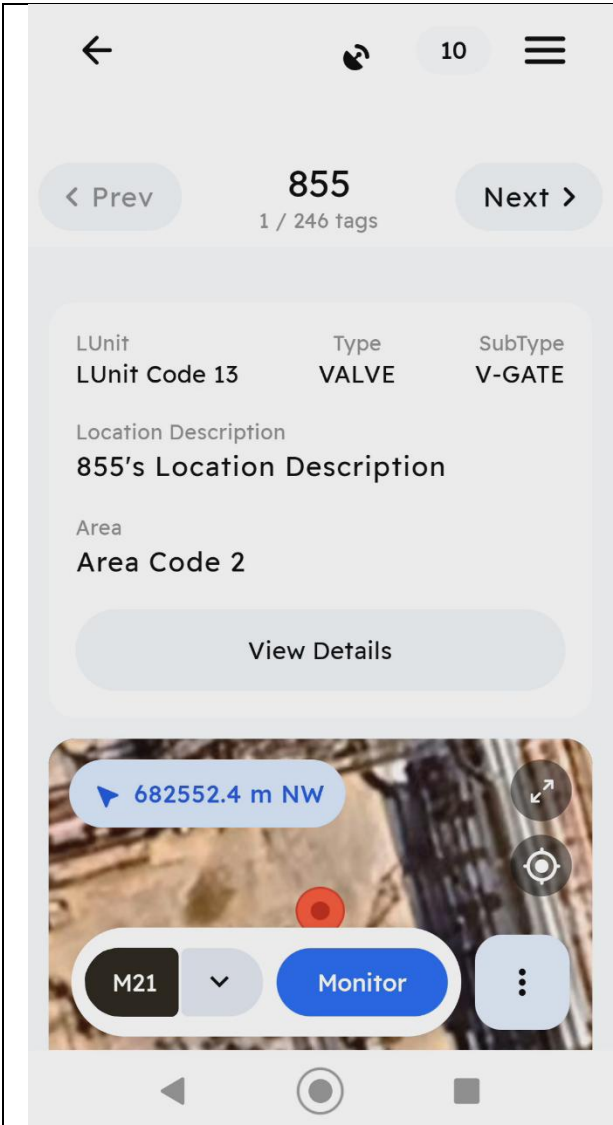 10
< Prev
855
1 / 246 tags
Next >
LUnit
Type
SubType
LUnit Code 13
VALVE
V-GATE
Location Description
855's Location Description
Area
Area Code 2
View Details
682552.4 m NW
M21
Monitor